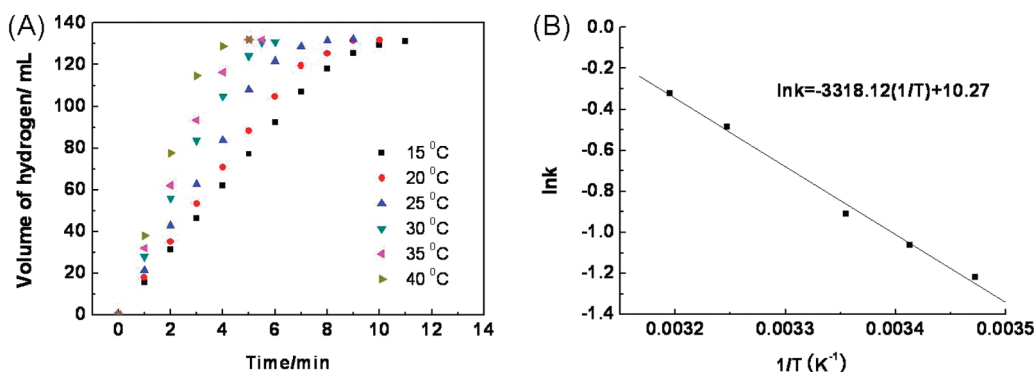 (A)
140
120
100
80
60
40
20
0
Volume of hydrogen/ mL
15 ⁰C
20 ⁰C
25 ⁰C
30 ⁰C
35 ⁰C
40 ⁰C
0 2 4 6 8 10 12 14
Time/min
(B)
0.0
-0.2
-0.4
-0.6
-0.8
-1.0
-1.2
-1.4
lnk
lnk=-3318.12(1/T)+10.27
0.0032 0.0033 0.0034 0.0035
1/T (K⁻¹)